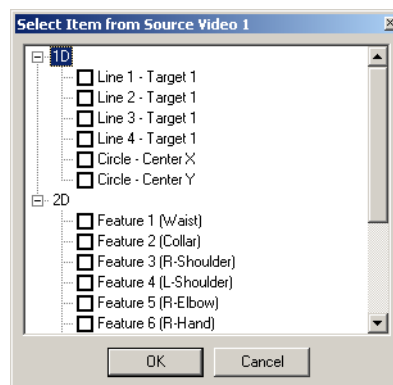 Select Item from Source Video 1
1D
Line 1 - Target 1
Line 2 - Target 1
Line 3 - Target 1
Line 4 - Target 1
Circle - Center X
Circle - Center Y
2D
Feature 1 (Waist)
Feature 2 (Collar)
Feature 3 (R-Shoulder)
Feature 4 (L-Shoulder)
Feature 5 (R-Elbow)
Feature 6 (R-Hand)
OK Cancel